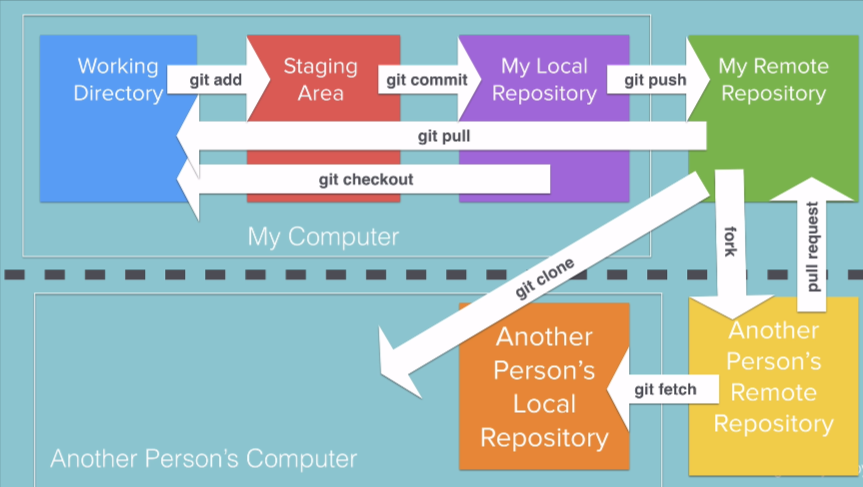 Working
Directory
git add
Staging
Area
git commit
My Local
Repository
git push
My Remote
Repository
git pull
git checkout
My Computer
git clone
fork
pull request
Another
Person's
Local
Repository
git fetch
Another
Person's
Remote
Repository
Another Person's Computer